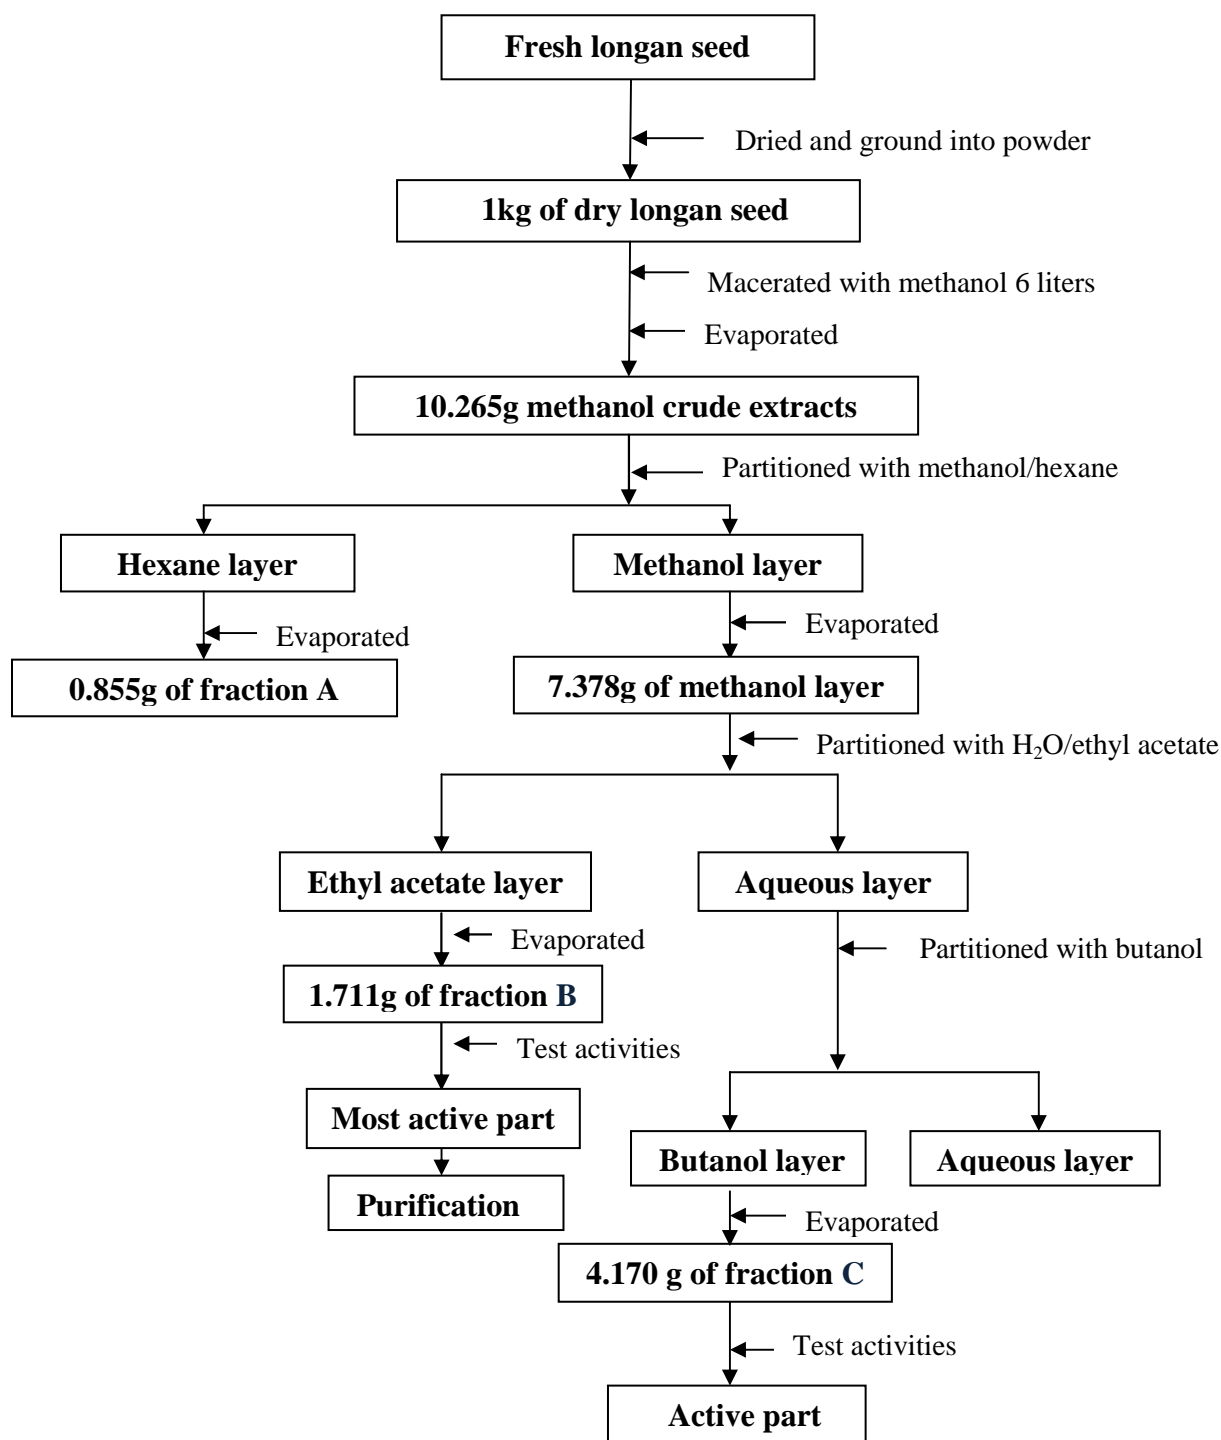 Fresh longan seed
Dried and ground into powder
1kg of dry longan seed
Macerated with methanol 6 liters
Evaporated
10.265g methanol crude extracts
Partitioned with methanol/hexane
Hexane layer
Methanol layer
Evaporated
Evaporated
0.855g of fraction A
7.378g of methanol layer
Partitioned with H₂O/ethyl acetate
Ethyl acetate layer
Aqueous layer
Evaporated
Partitioned with butanol
1.711g of fraction B
Test activities
Most active part
Butanol layer
Aqueous layer
Purification
Evaporated
4.170 g of fraction C
Test activities
Active part